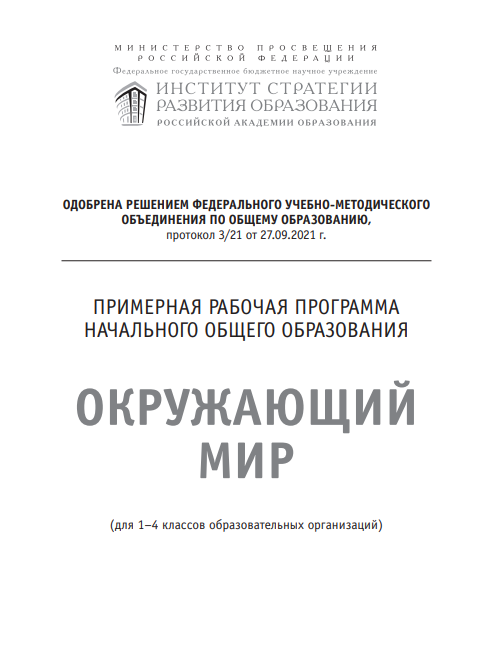 МИНИСТЕРСТВО ПРОСВЕЩЕНИЯ
РОССИЙСКОЙ ФЕДЕРАЦИИ
Федеральное государственное бюджетное научное учреждение
ИНСТИТУТ СТРАТЕГИИ
РАЗВИТИЯ ОБРАЗОВАНИЯ
РОССИЙСКОЙ АКАДЕМИИ ОБРАЗОВАНИЯ
ОДОБРЕНА РЕШЕНИЕМ ФЕДЕРАЛЬНОГО УЧЕБНО-МЕТОДИЧЕСКОГО
ОБЪЕДИНЕНИЯ ПО ОБЩЕМУ ОБРАЗОВАНИЮ,
протокол 3/21 от 27.09.2021 г.
ПРИМЕРНАЯ РАБОЧАЯ ПРОГРАММА
НАЧАЛЬНОГО ОБЩЕГО ОБРАЗОВАНИЯ
ОКРУЖАЮЩИЙ
МИР
(для 1–4 классов образовательных организаций)